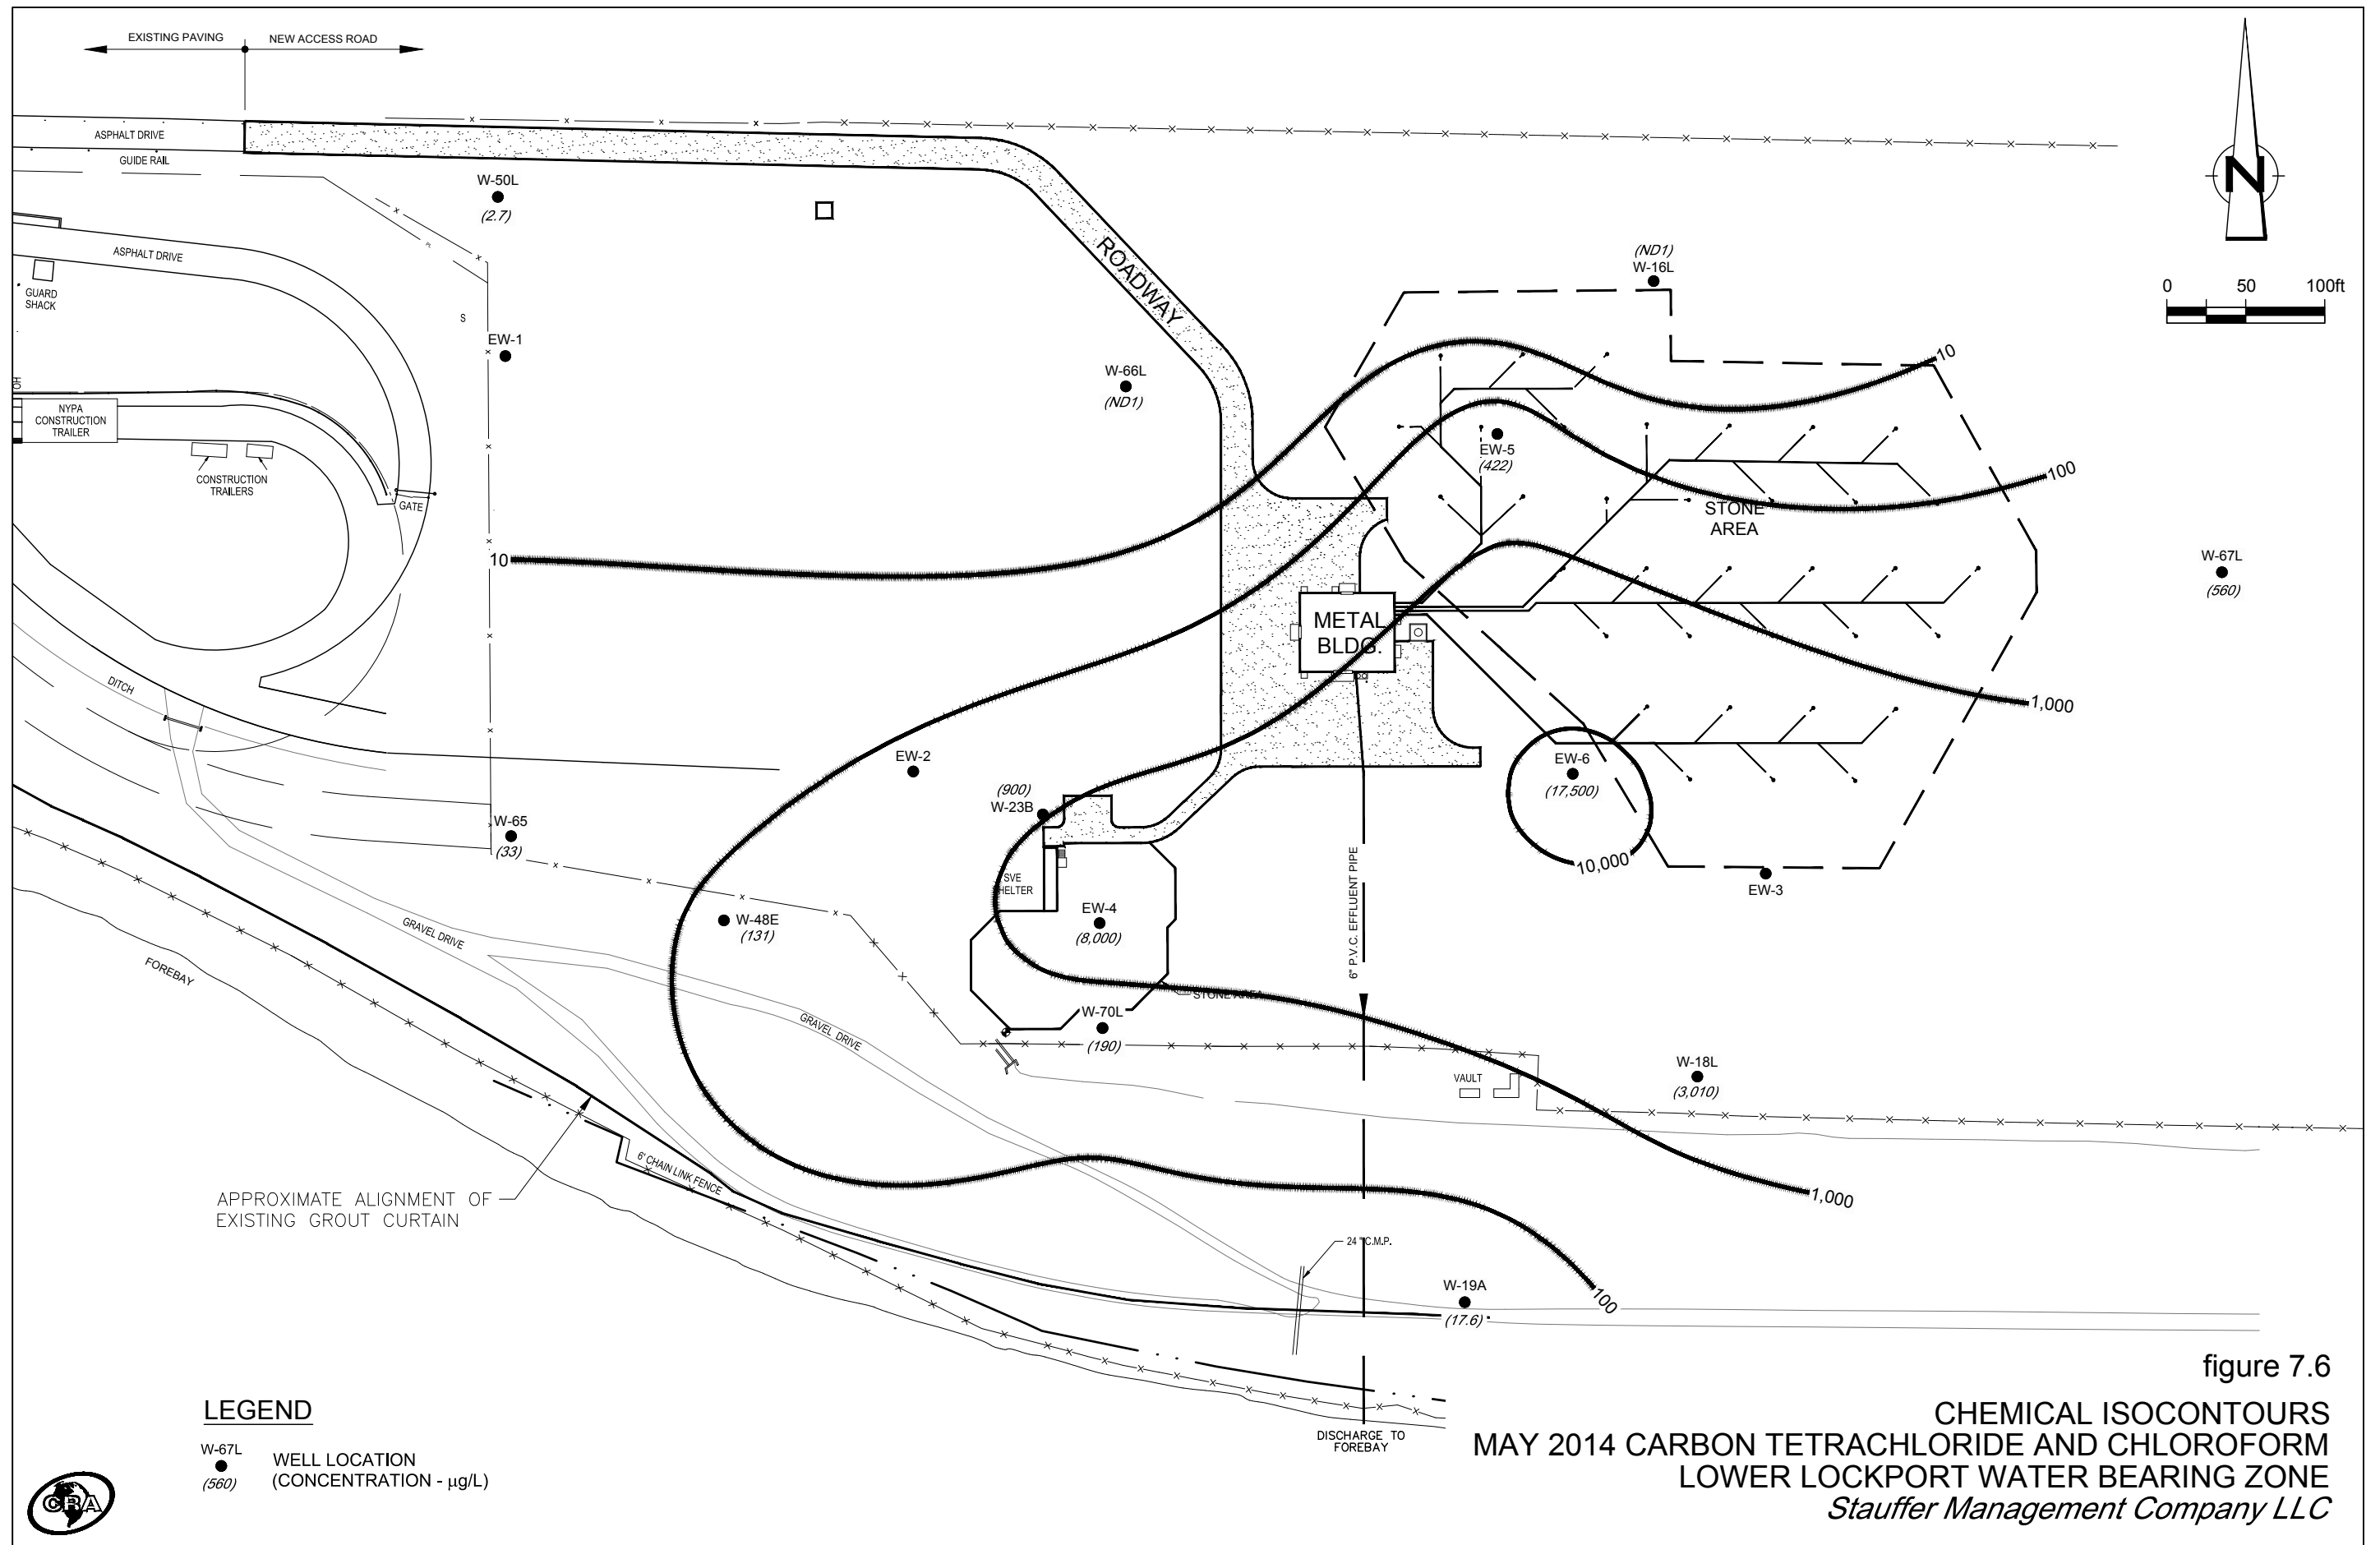 EXISTING PAVING
NEW ACCESS ROAD
ASPHALT DRIVE
GUIDE RAIL
W-50L
(2.7)
ASPHALT DRIVE
GUARD
SHACK
S
EW-1
OH
NYPA
CONSTRUCTION
TRAILER
CONSTRUCTION
TRAILERS
GATE
ROADWAY
W-66L
(ND1)
(ND1)
W-16L
N
0 50 100ft
10
EW-5
(422)
100
STONE
AREA
W-67L
(560)
10
METAL
BLDG.
1,000
DITCH
EW-2
(900)
W-23B
EW-6
(17,500)
10,000
EW-3
W-65
(33)
SVE
HELTER
EW-4
(8,000)
6" P.V.C. EFFLUENT PIPE
W-48E
(131)
GRAVEL DRIVE
FOREBAY
STONE AREA
W-70L
(190)
GRAVEL DRIVE
VAULT
W-18L
(3,010)
6' CHAIN LINK FENCE
APPROXIMATE ALIGNMENT OF
EXISTING GROUT CURTAIN
1,000
24 "C.M.P.
W-19A
(17.6)
100
DISCHARGE TO
FOREBAY
LEGEND
W-67L
(560)
WELL LOCATION
(CONCENTRATION - µg/L)
CRA
figure 7.6
CHEMICAL ISOCONTOURS
MAY 2014 CARBON TETRACHLORIDE AND CHLOROFORM
LOWER LOCKPORT WATER BEARING ZONE
Stauffer Management Company LLC